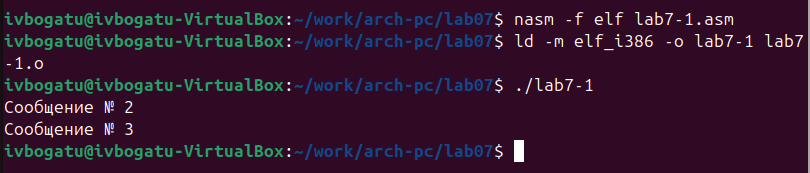 ivbogatu@ivbogatu-VirtualBox:~/work/arch-pc/lab07$ nasm -f elf lab7-1.asm
ivbogatu@ivbogatu-VirtualBox:~/work/arch-pc/lab07$ ld -m elf_i386 -o lab7-1 lab7
-1.o
ivbogatu@ivbogatu-VirtualBox:~/work/arch-pc/lab07$ ./lab7-1
Сообщение № 2
Сообщение № 3
ivbogatu@ivbogatu-VirtualBox:~/work/arch-pc/lab07$